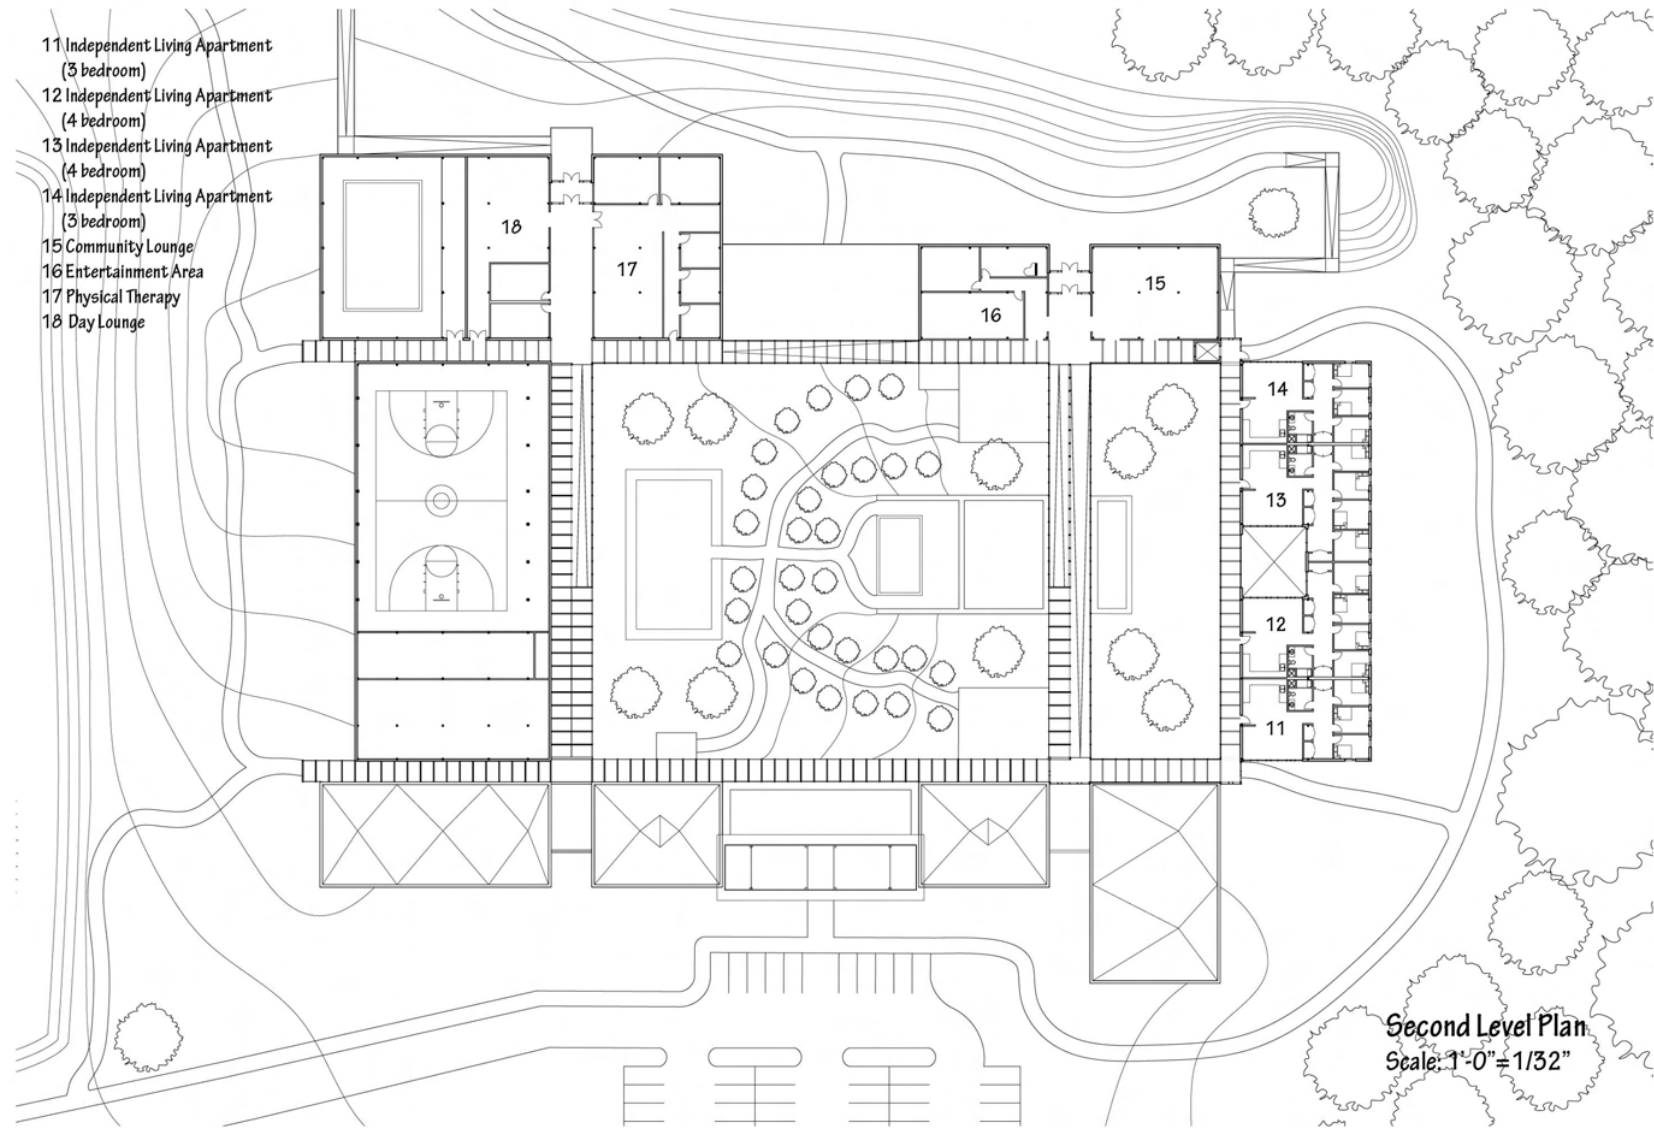 11 Independent Living Apartment
(3 bedroom)
12 Independent Living Apartment
(4 bedroom)
13 Independent Living Apartment
(4 bedroom)
14 Independent Living Apartment
(3 bedroom)
15 Community Lounge
16 Entertainment Area
17 Physical Therapy
18 Day Lounge
18
17
15
16
14
13
12
11
Second Level Plan
Scale: 1'-0"=1/32"